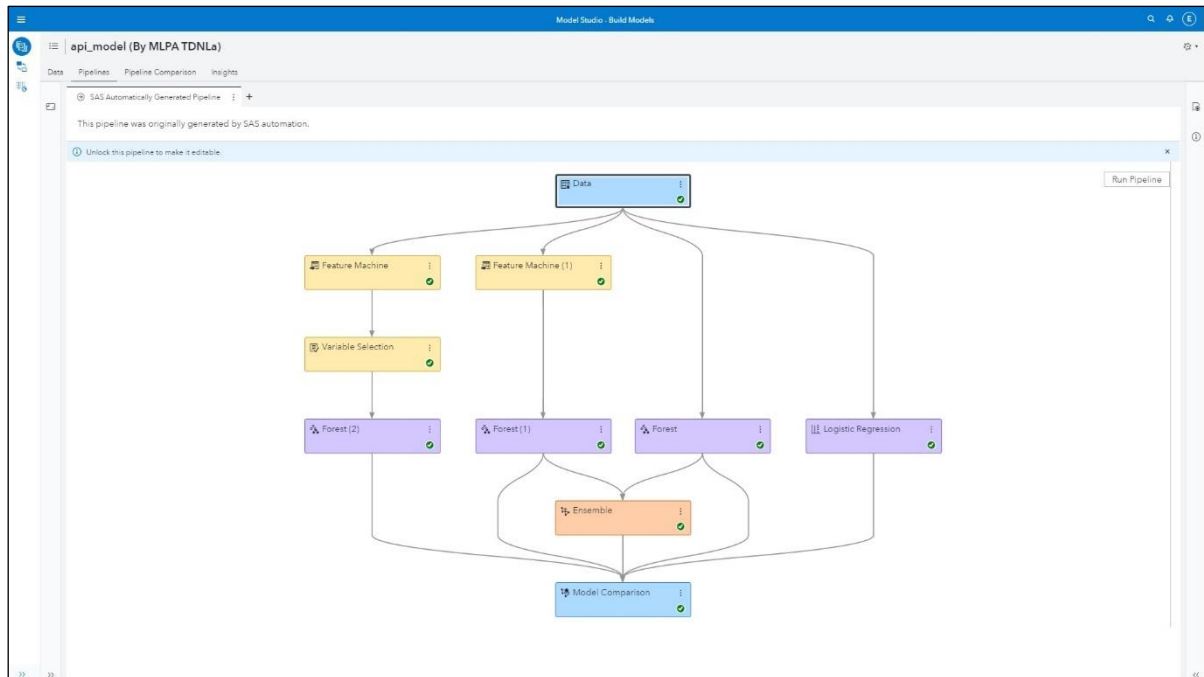 Model Studio - Build Models
E
api_model (By MLPA TDNLa)
Data Pipelines Pipeline Comparison Insights
SAS Automatically Generated Pipeline
This pipeline was originally generated by SAS automation.
Unlock this pipeline to make it editable.
Run Pipeline
Data
Feature Machine
Feature Machine (1)
Variable Selection
Forest (2)
Forest (1)
Forest
Logistic Regression
Ensemble
Model Comparison